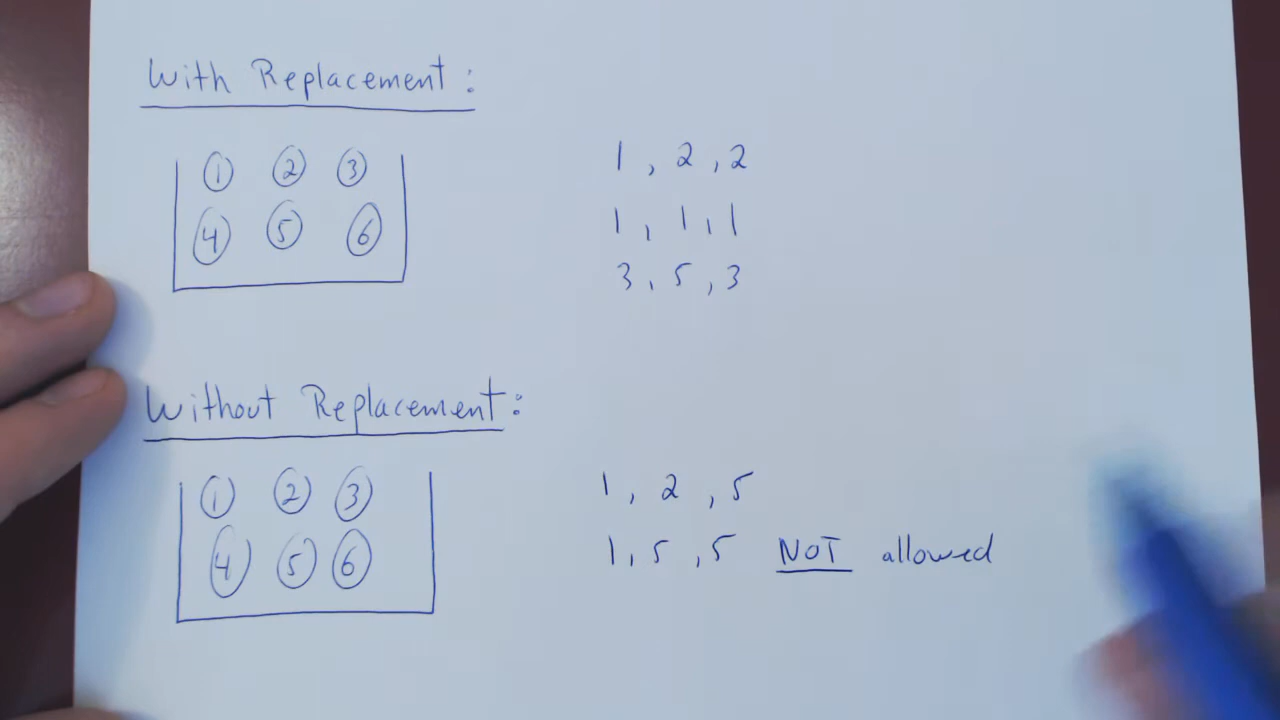 With Replacement:
1 2 3
4 5 6
1, 2, 2
1, 1, 1
3, 5, 3
Without Replacement:
1 2 3
4 5 6
1, 2, 5
1, 5, 5 NOT allowed